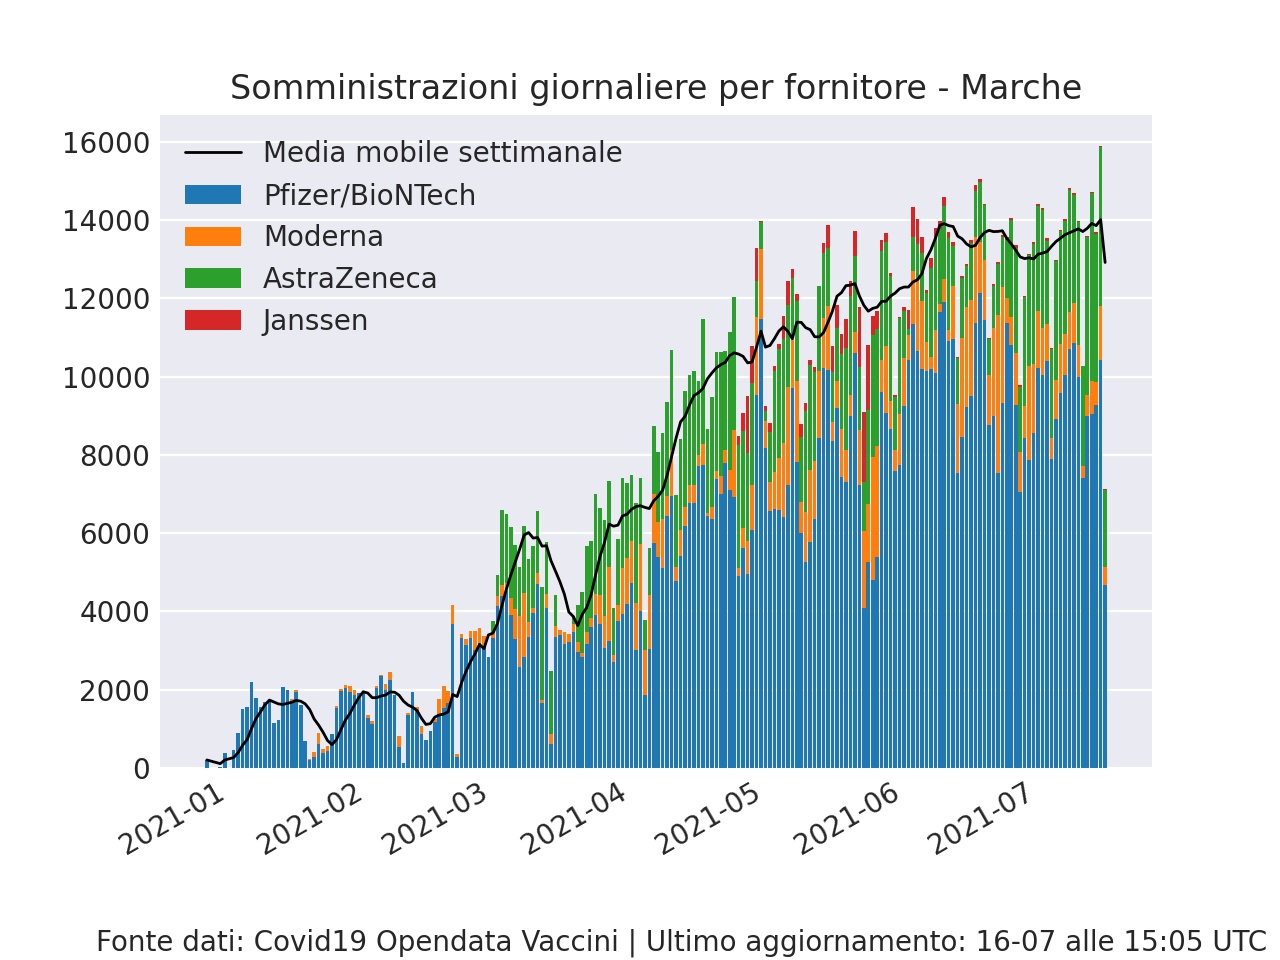 Somministrazioni giornaliere per fornitore - Marche
16000
14000
12000
10000
8000
6000
4000
2000
0
Media mobile settimanale
Pfizer/BioNTech
Moderna
AstraZeneca
Janssen
2021-01
2021-02
2021-03
2021-04
2021-05
2021-06
2021-07
Fonte dati: Covid19 Opendata Vaccini | Ultimo aggiornamento: 16-07 alle 15:05 UTC